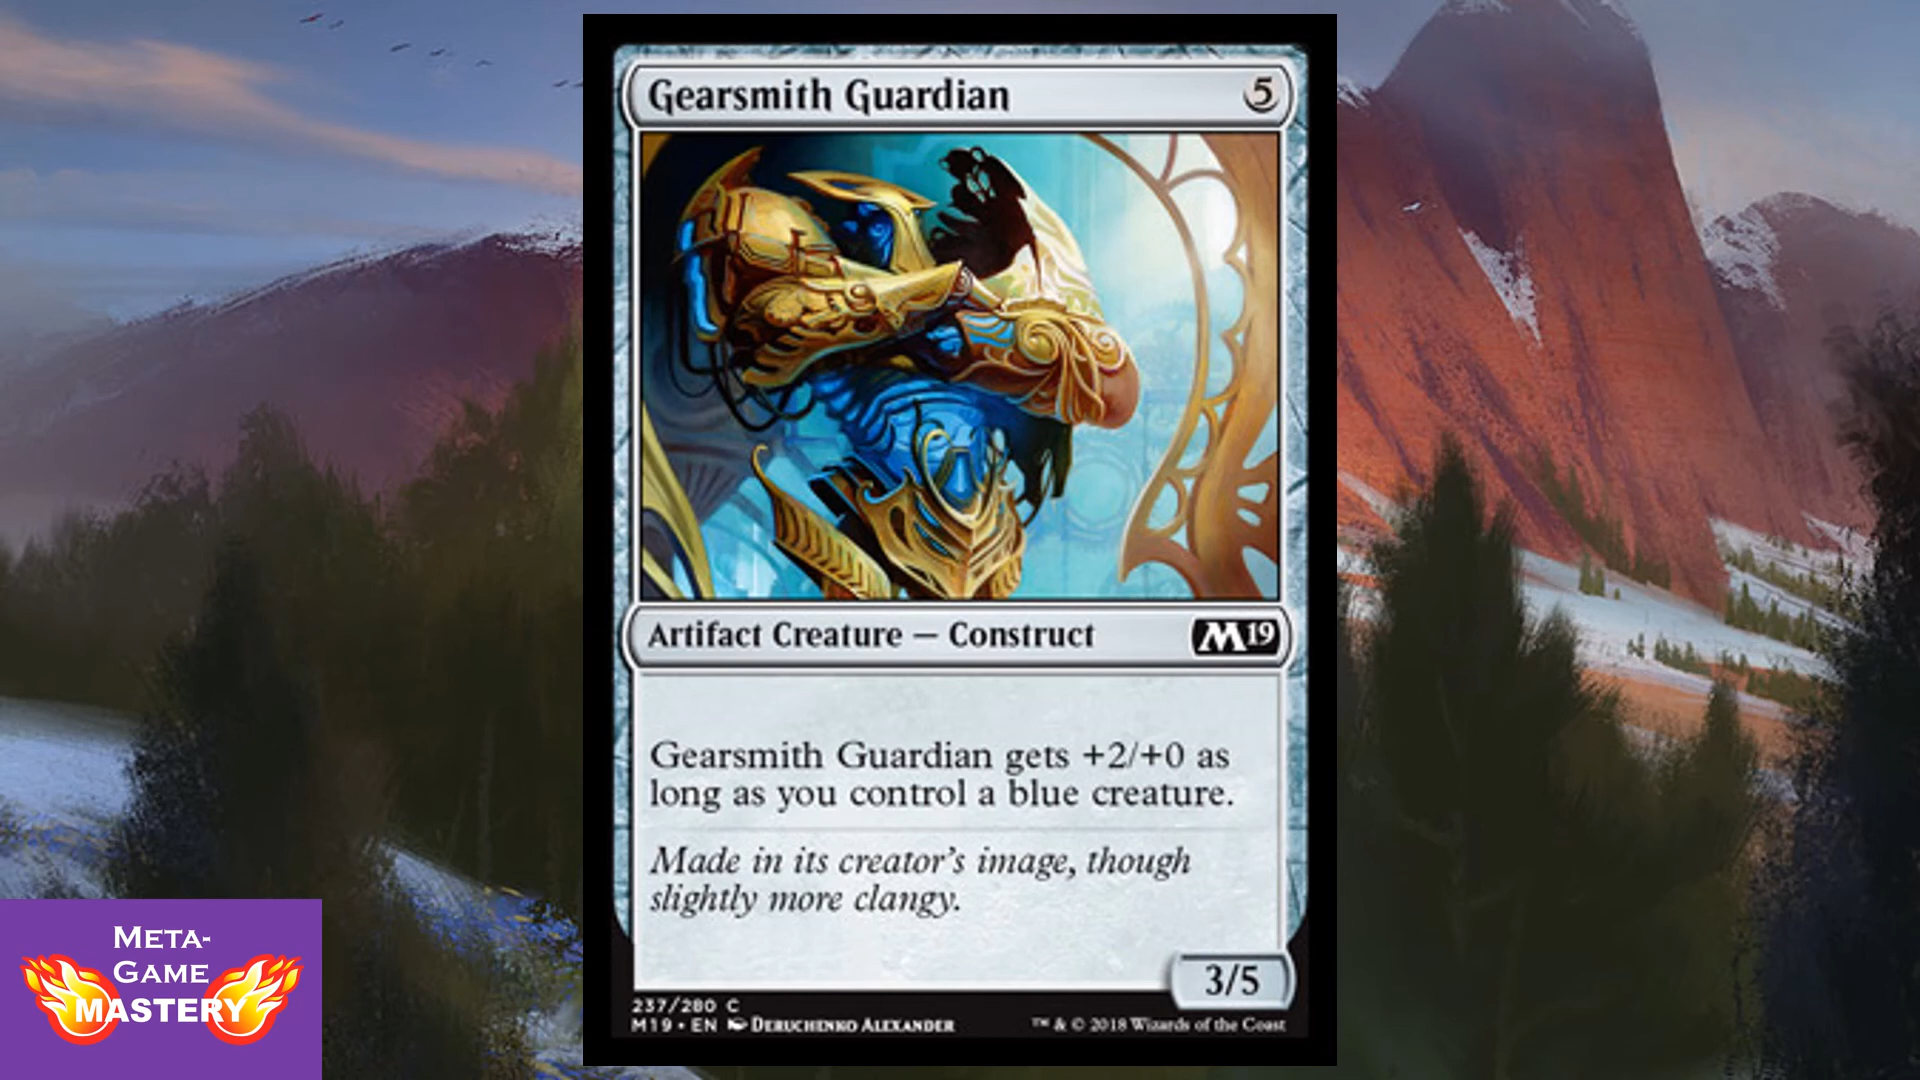 Gearsmith Guardian 5
Artifact Creature — Construct M19
Gearsmith Guardian gets +2/+0 as
long as you control a blue creature.
Made in its creator's image, though
slightly more clangy.
3/5
237/280 C
M19 • EN DERUCHENKO ALEXANDER ™ & © 2018 Wizards of the Coast
META-
GAME
MASTERY